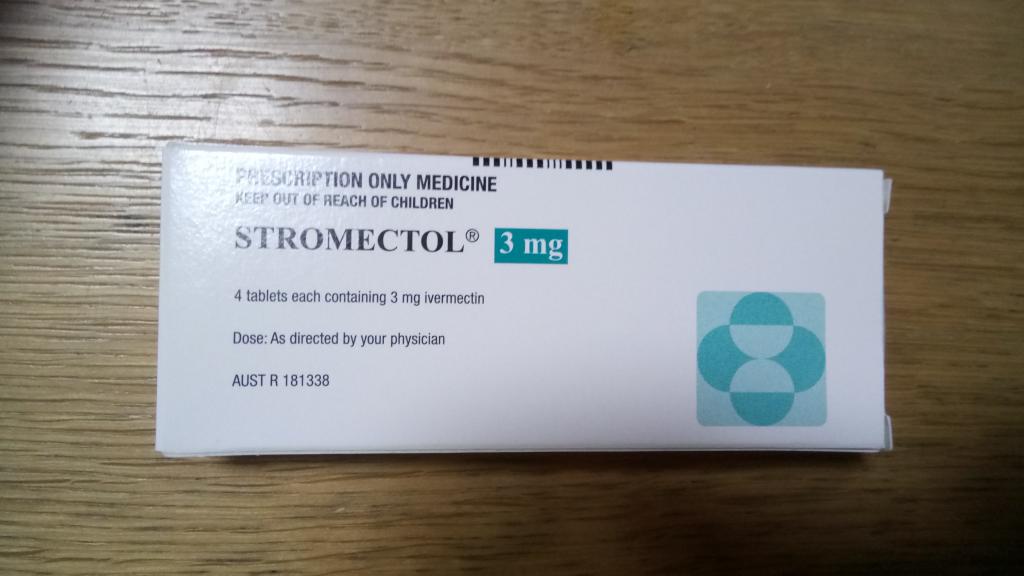 PRESCRIPTION ONLY MEDICINE
KEEP OUT OF REACH OF CHILDREN
STROMECTOL® 3 mg
4 tablets each containing 3 mg ivermectin
Dose: As directed by your physician
AUST R 181338